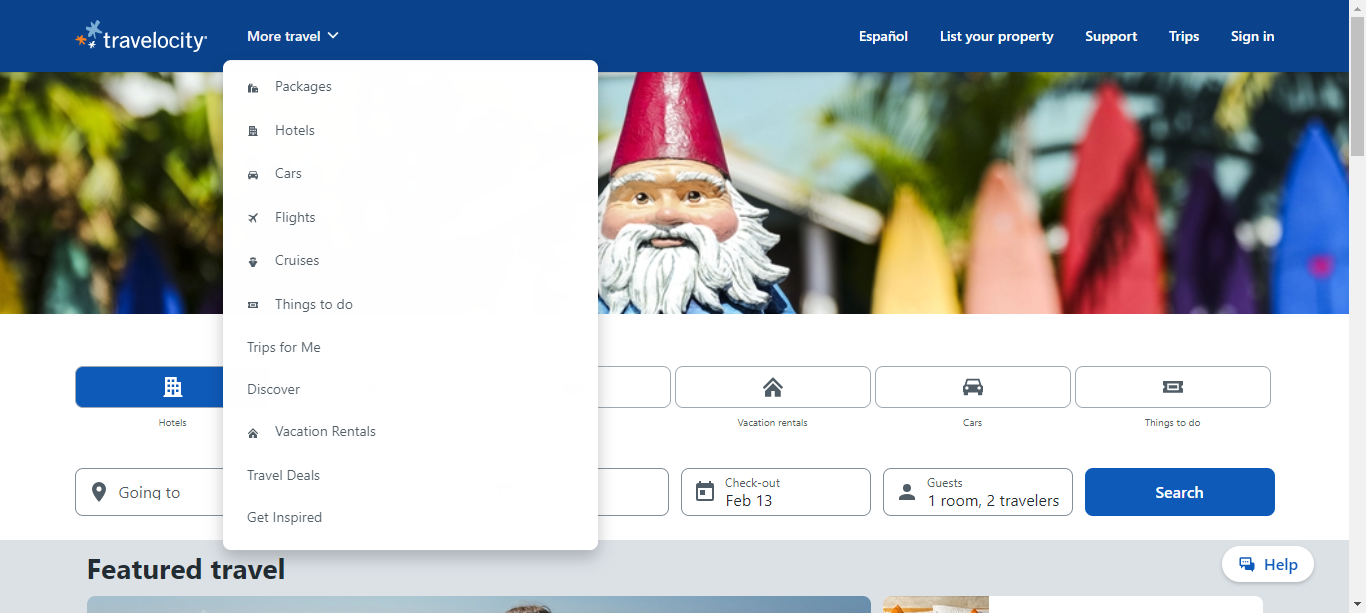 travelocity
More travel
Español
List your property
Support
Trips
Sign in
Packages
Hotels
Cars
Flights
Cruises
Things to do
Trips for Me
Discover
Vacation Rentals
Travel Deals
Get Inspired
Hotels
Vacation rentals
Cars
Things to do
Going to
Check-out
Feb 13
Guests
1 room, 2 travelers
Search
Featured travel
Help